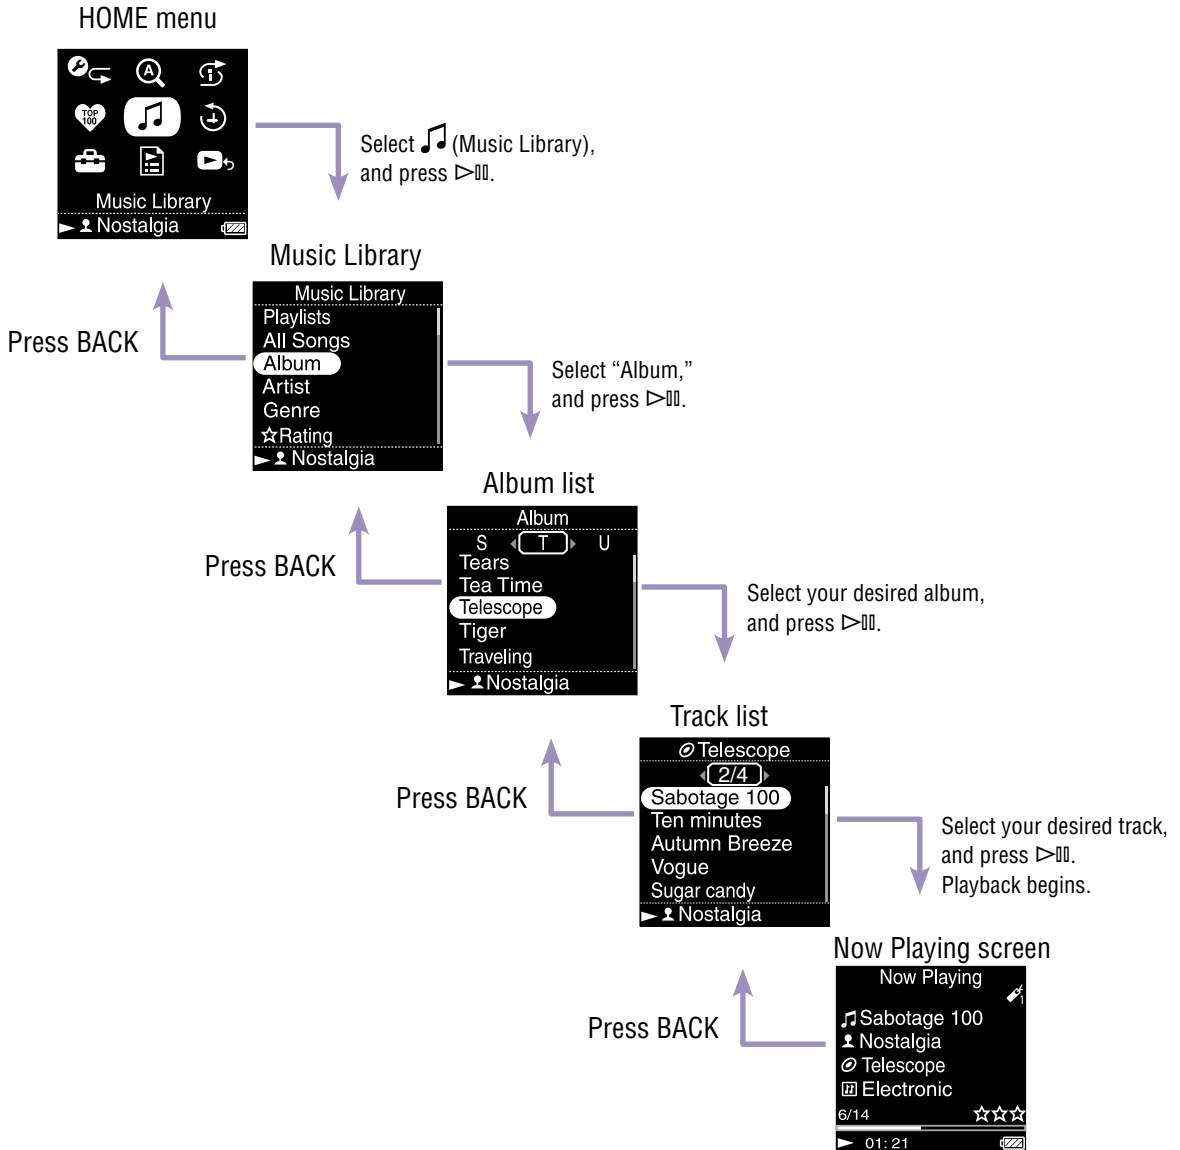 HOME menu
A
i
TOP
100
Music Library
Nostalgia
Select (Music Library),
and press ▷II.
Press BACK
Music Library
Music Library
Playlists
All Songs
Album
Artist
Genre
☆Rating
Nostalgia
Select “Album,”
and press ▷II.
Press BACK
Album list
Album
S T U
Tears
Tea Time
Telescope
Tiger
Traveling
Nostalgia
Select your desired album,
and press ▷II.
Press BACK
Track list
Telescope
2/4
Sabotage 100
Ten minutes
Autumn Breeze
Vogue
Sugar candy
Nostalgia
Select your desired track,
and press ▷II.
Playback begins.
Press BACK
Now Playing screen
Now Playing
1
Sabotage 100
Nostalgia
Telescope
Electronic
6/14 ☆☆☆
01:21